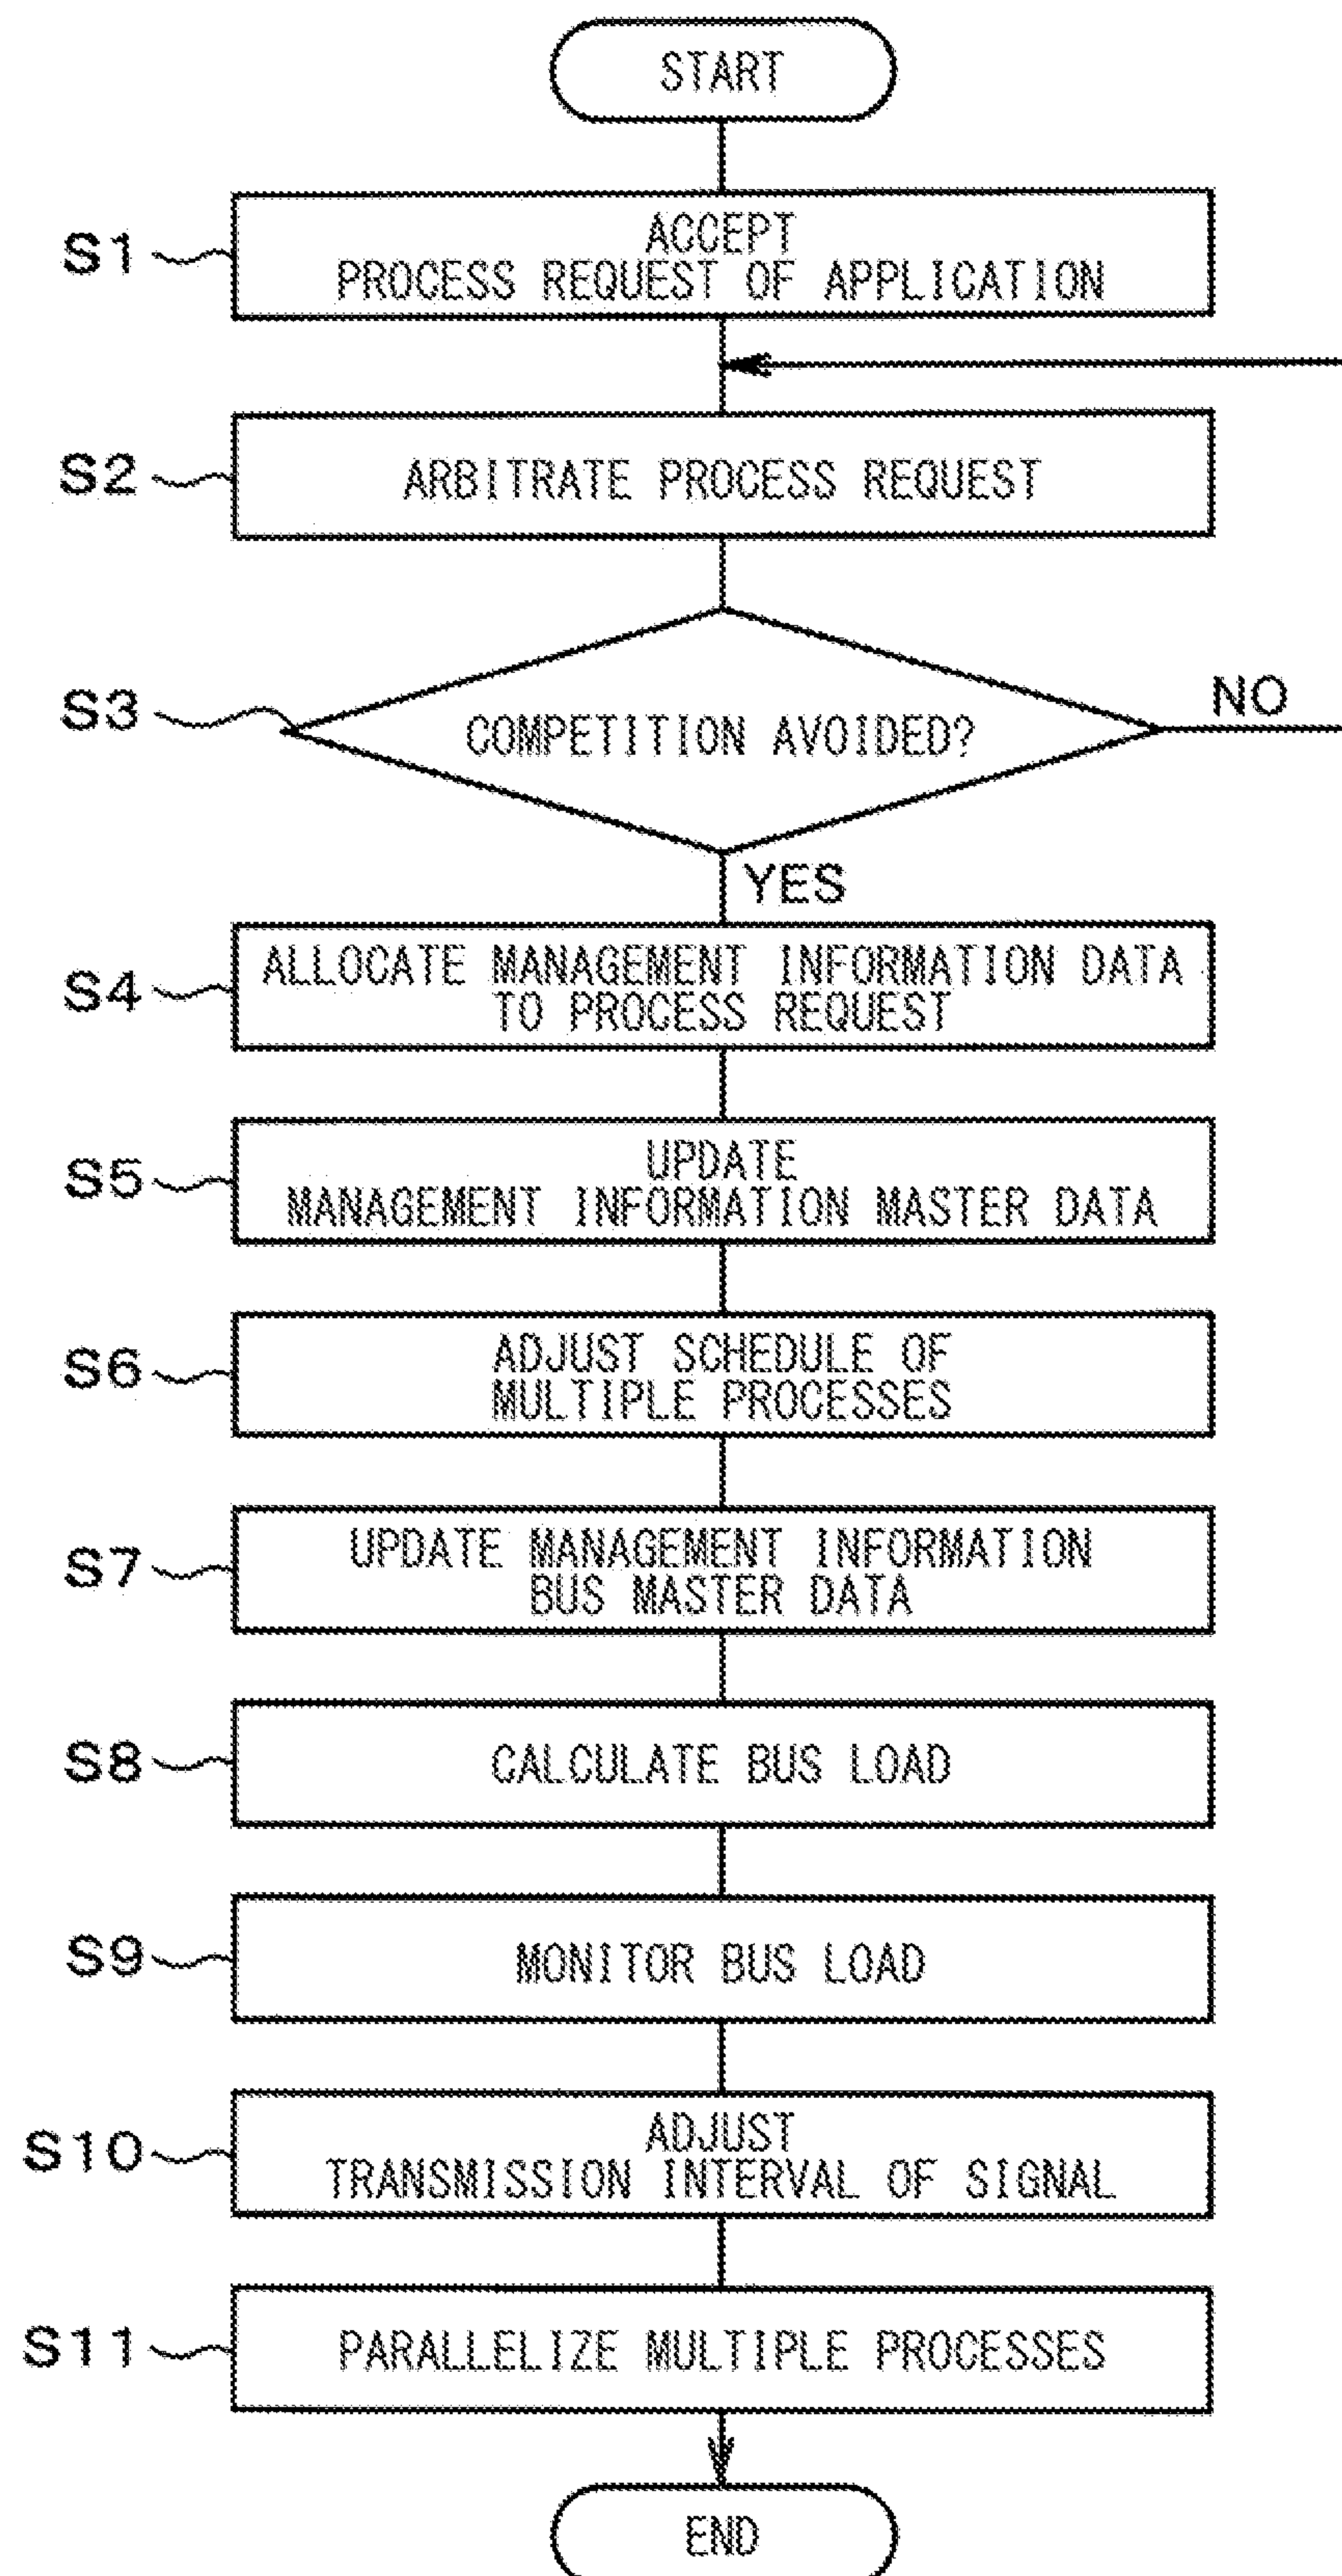 START
S1
ACCEPT
PROCESS REQUEST OF APPLICATION
S2
ARBITRATE PROCESS REQUEST
S3
COMPETITION AVOIDED?
NO
YES
S4
ALLOCATE MANAGEMENT INFORMATION DATA
TO PROCESS REQUEST
S5
UPDATE
MANAGEMENT INFORMATION MASTER DATA
S6
ADJUST SCHEDULE OF
MULTIPLE PROCESSES
S7
UPDATE MANAGEMENT INFORMATION
BUS MASTER DATA
S8
CALCULATE BUS LOAD
S9
MONITOR BUS LOAD
S10
ADJUST
TRANSMISSION INTERVAL OF SIGNAL
S11
PARALLELIZE MULTIPLE PROCESSES
END